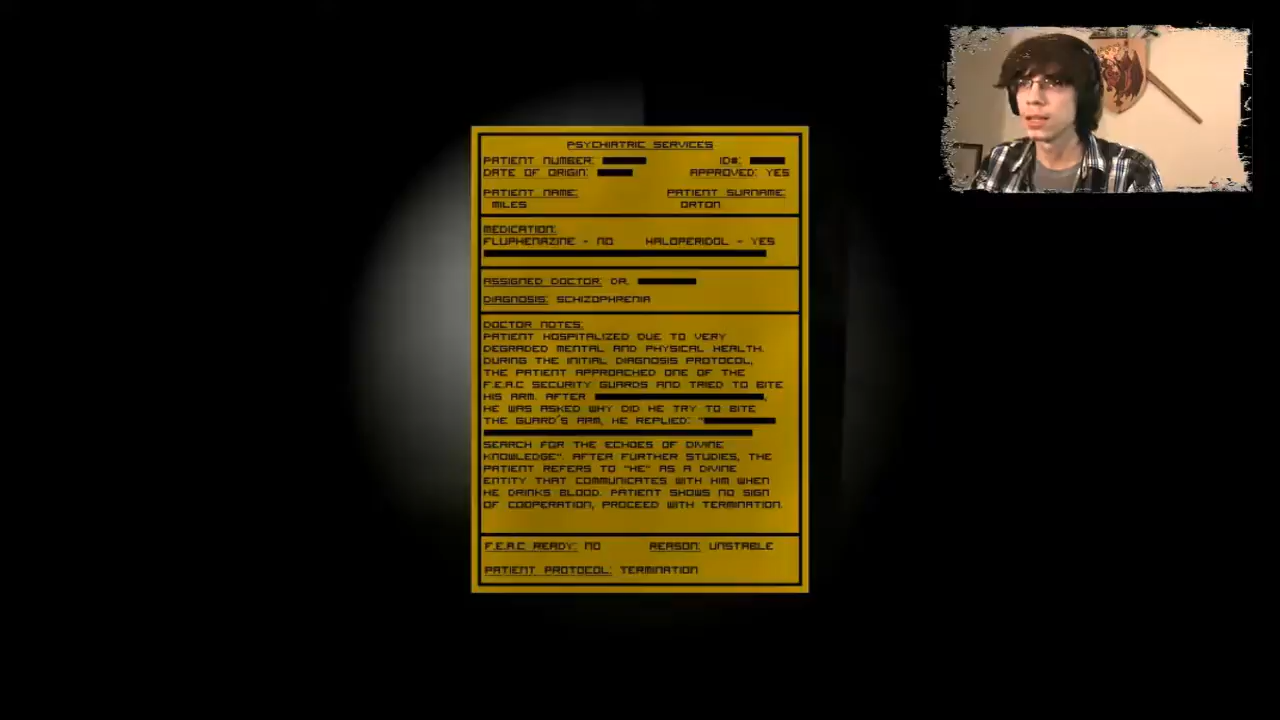 PSYCHIATRIC SERVICES
PATIENT NUMBER: ID#:
DATE OF ORIGIN: APPROVED: YES
PATIENT NAME: PATIENT SURNAME:
MILES ORTON
MEDICATION:
FLUPHENAZINE - NO HALOPERIDOL - YES
ASSIGNED DOCTOR: DR.
DIAGNOSIS: SCHIZOPHRENIA
DOCTOR NOTES:
PATIENT HOSPITALIZED DUE TO VERY
DEGRADED MENTAL AND PHYSICAL HEALTH.
DURING THE INITIAL DIAGNOSIS PROTOCOL,
THE PATIENT APPROACHED ONE OF THE
F.E.A.C SECURITY GUARDS AND TRIED TO BITE
HIS ARM. AFTER ,
HE WAS ASKED WHY DID HE TRY TO BITE
THE GUARD'S ARM, HE REPLIED: "
SEARCH FOR THE ECHOES OF DIVINE
KNOWLEDGE". AFTER FURTHER STUDIES, THE
PATIENT REFERS TO "HE" AS A DIVINE
ENTITY THAT COMMUNICATES WITH HIM WHEN
HE DRINKS BLOOD. PATIENT SHOWS NO SIGN
OF COOPERATION, PROCEED WITH TERMINATION.
F.E.A.C READY: NO REASON: UNSTABLE
PATIENT PROTOCOL: TERMINATION